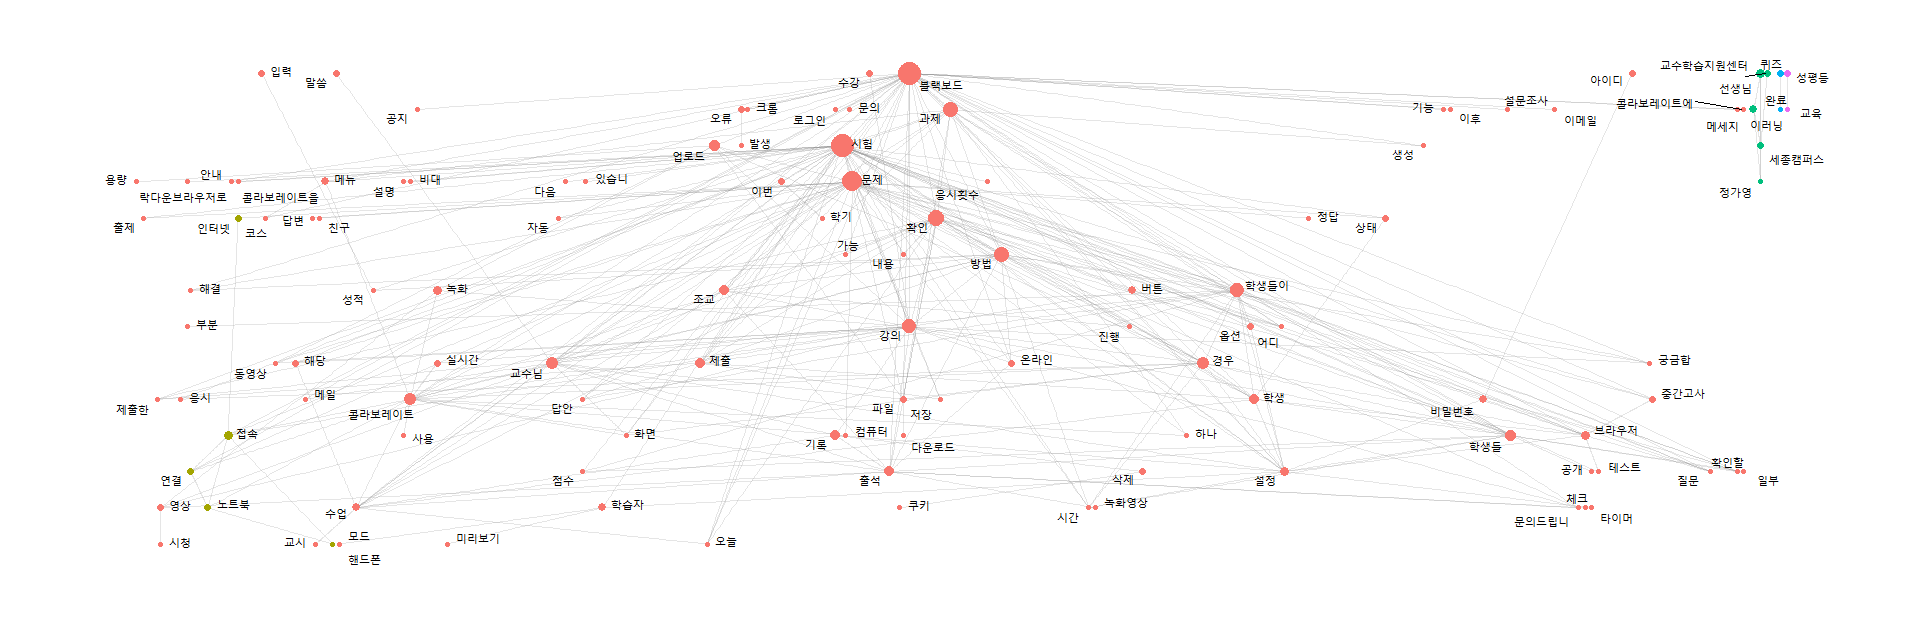 입력
말씀
수강
블랙보드
아이디
교수학습지원센터
퀴즈
성평등
선생님
공지
오류
크롬
로그인
문의
과제
기능
이후
설문조사
이메일
콜라보레이트에
메세지
이러닝
완료
교육
업로드
발생
시험
생성
세종캠퍼스
용량
안내
락다운브라우저로
콜라보레이트을
메뉴
설명
비대
다음
있습니
이번
문제
응시횟수
정가영
출제
인터넷
코스
답변
친구
자동
학기
확인
정답
상태
가능
내용
방법
해결
성적
녹화
조교
버튼
학생들이
부분
강의
진행
옵션
어디
동영상
해당
실시간
교수님
제출
온라인
경우
궁금합
제출한
응시
메일
콜라보레이트
답안
파일
저장
학생
비밀번호
중간고사
접속
사용
화면
기록
컴퓨터
다운로드
하나
학생들
브라우저
연결
점수
출석
삭제
설정
공개
테스트
질문
확인할
일부
영상
노트북
수업
학습자
쿠키
시간
녹화영상
체크
문의드립니
타이머
시청
교시
모드
핸드폰
미리보기
오늘